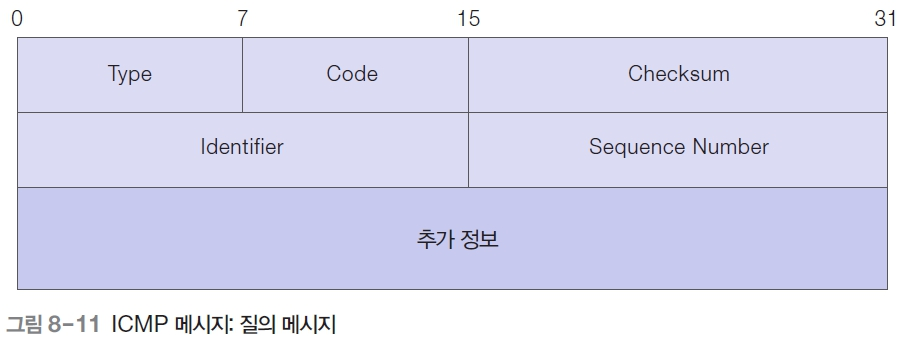 0 7 15 31
Type Code Checksum
Identifier Sequence Number
추가 정보
그림 8-11 ICMP 메시지: 질의 메시지